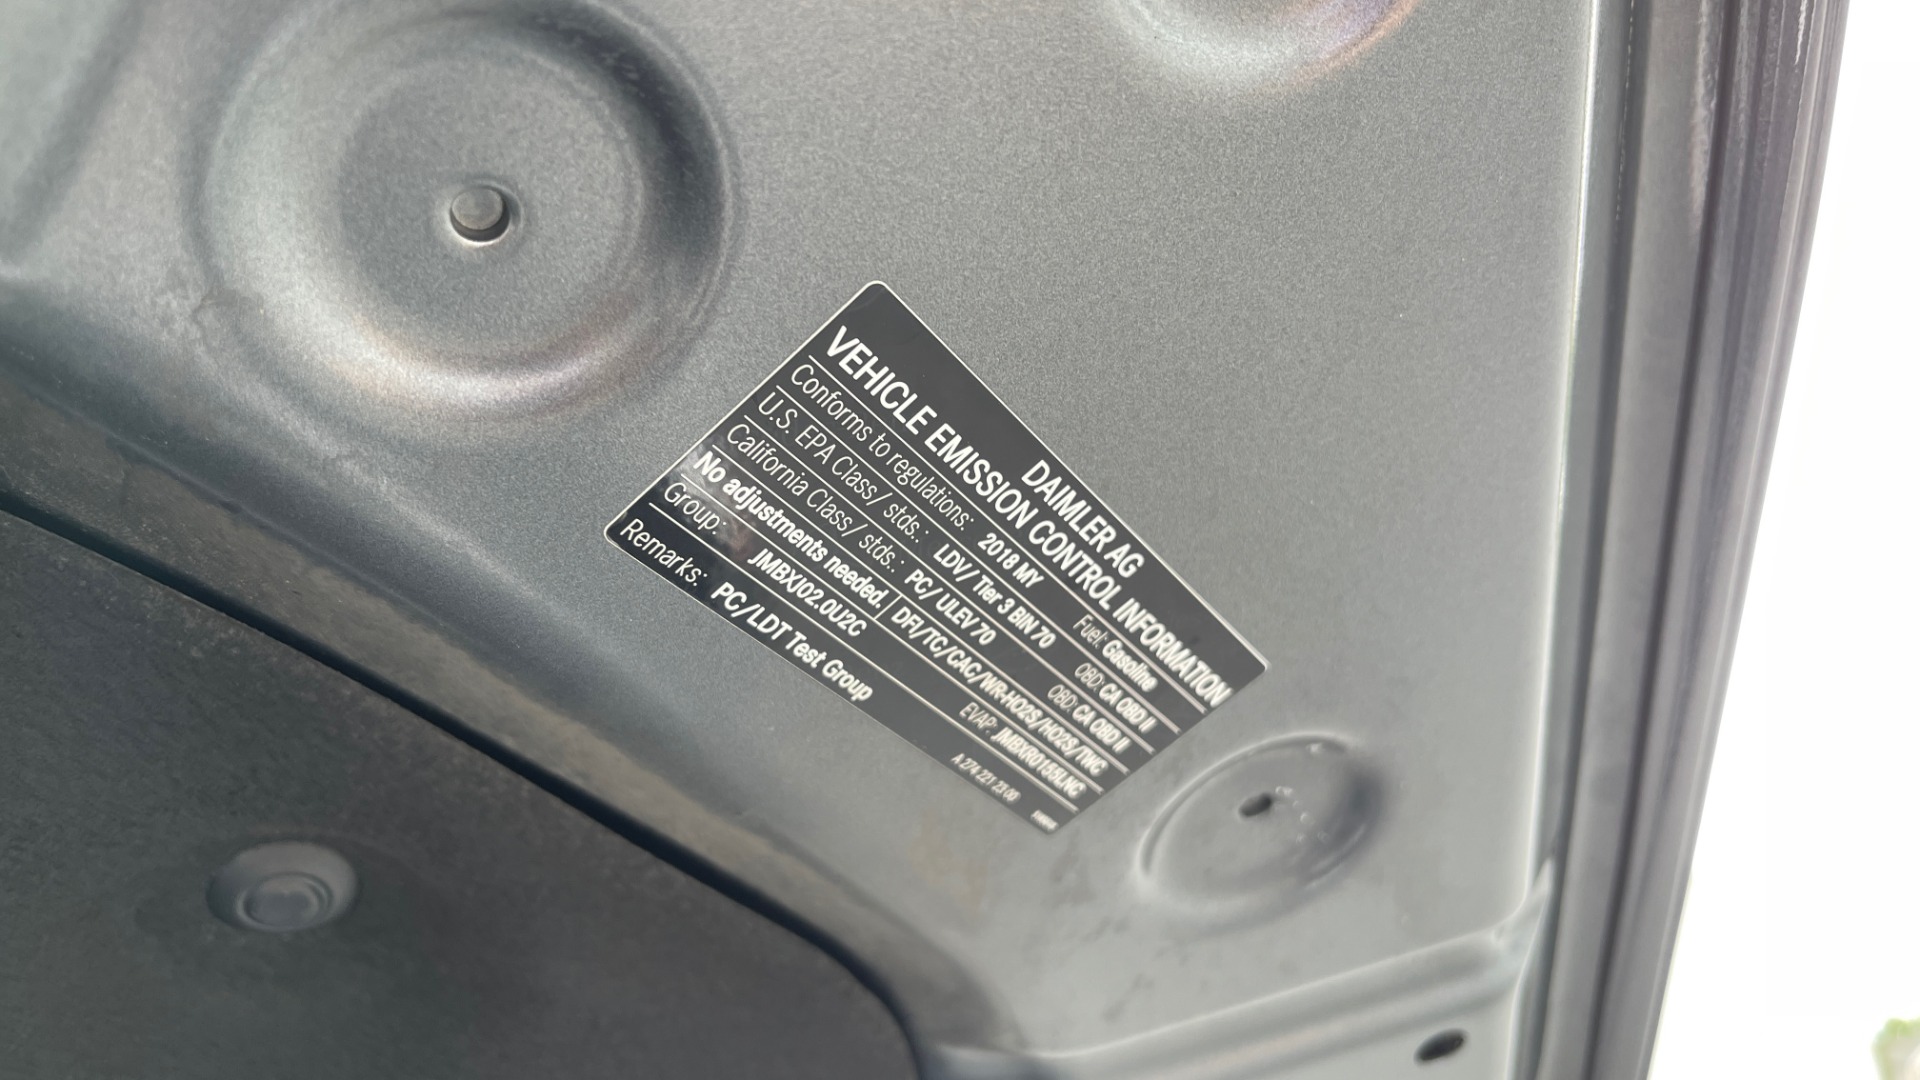 DAIMLER AG
VEHICLE EMISSION CONTROL INFORMATION
Conforms to regulations: 2018 MY Fuel: Gasoline
U.S. EPA Class/ stds.: LDV/ Tier 3 BIN 70 OBD: CA OBD II
California Class/ stds.: PC/ ULEV 70 OBD: CA OBD II
No adjustments needed. DFI/TC/CAC/WR-HO2S/HO2S/TWC
Group: JMBXJ02.0U2C EVAP: JMBXR0155LNC
Remarks: PC/LDT Test Group A 274 221 23 00